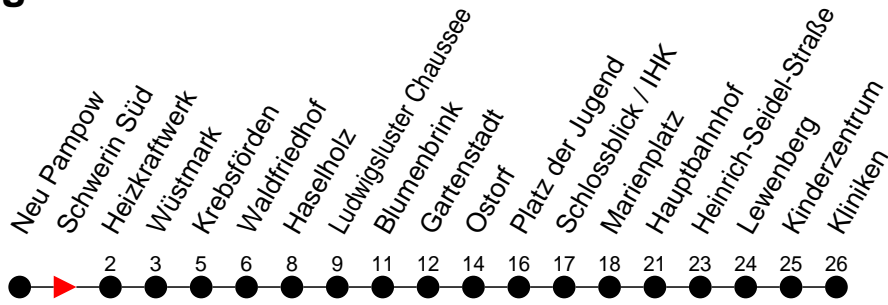 Neu Pampow
Schwerin Süd
Heizkraftwerk
Wüstmark
Krebsförden
Waldfriedhof
Haselholz
Ludwigsluster Chaussee
Blumenbrink
Gartenstadt
Ostorf
Platz der Jugend
Schlossblick / IHK
Marienplatz
Hauptbahnhof
Heinrich-Seidel-Straße
Lewenberg
Kinderzentrum
Kliniken
2 3 5 6 8 9 11 12 14 16 17 18 21 23 24 25 26